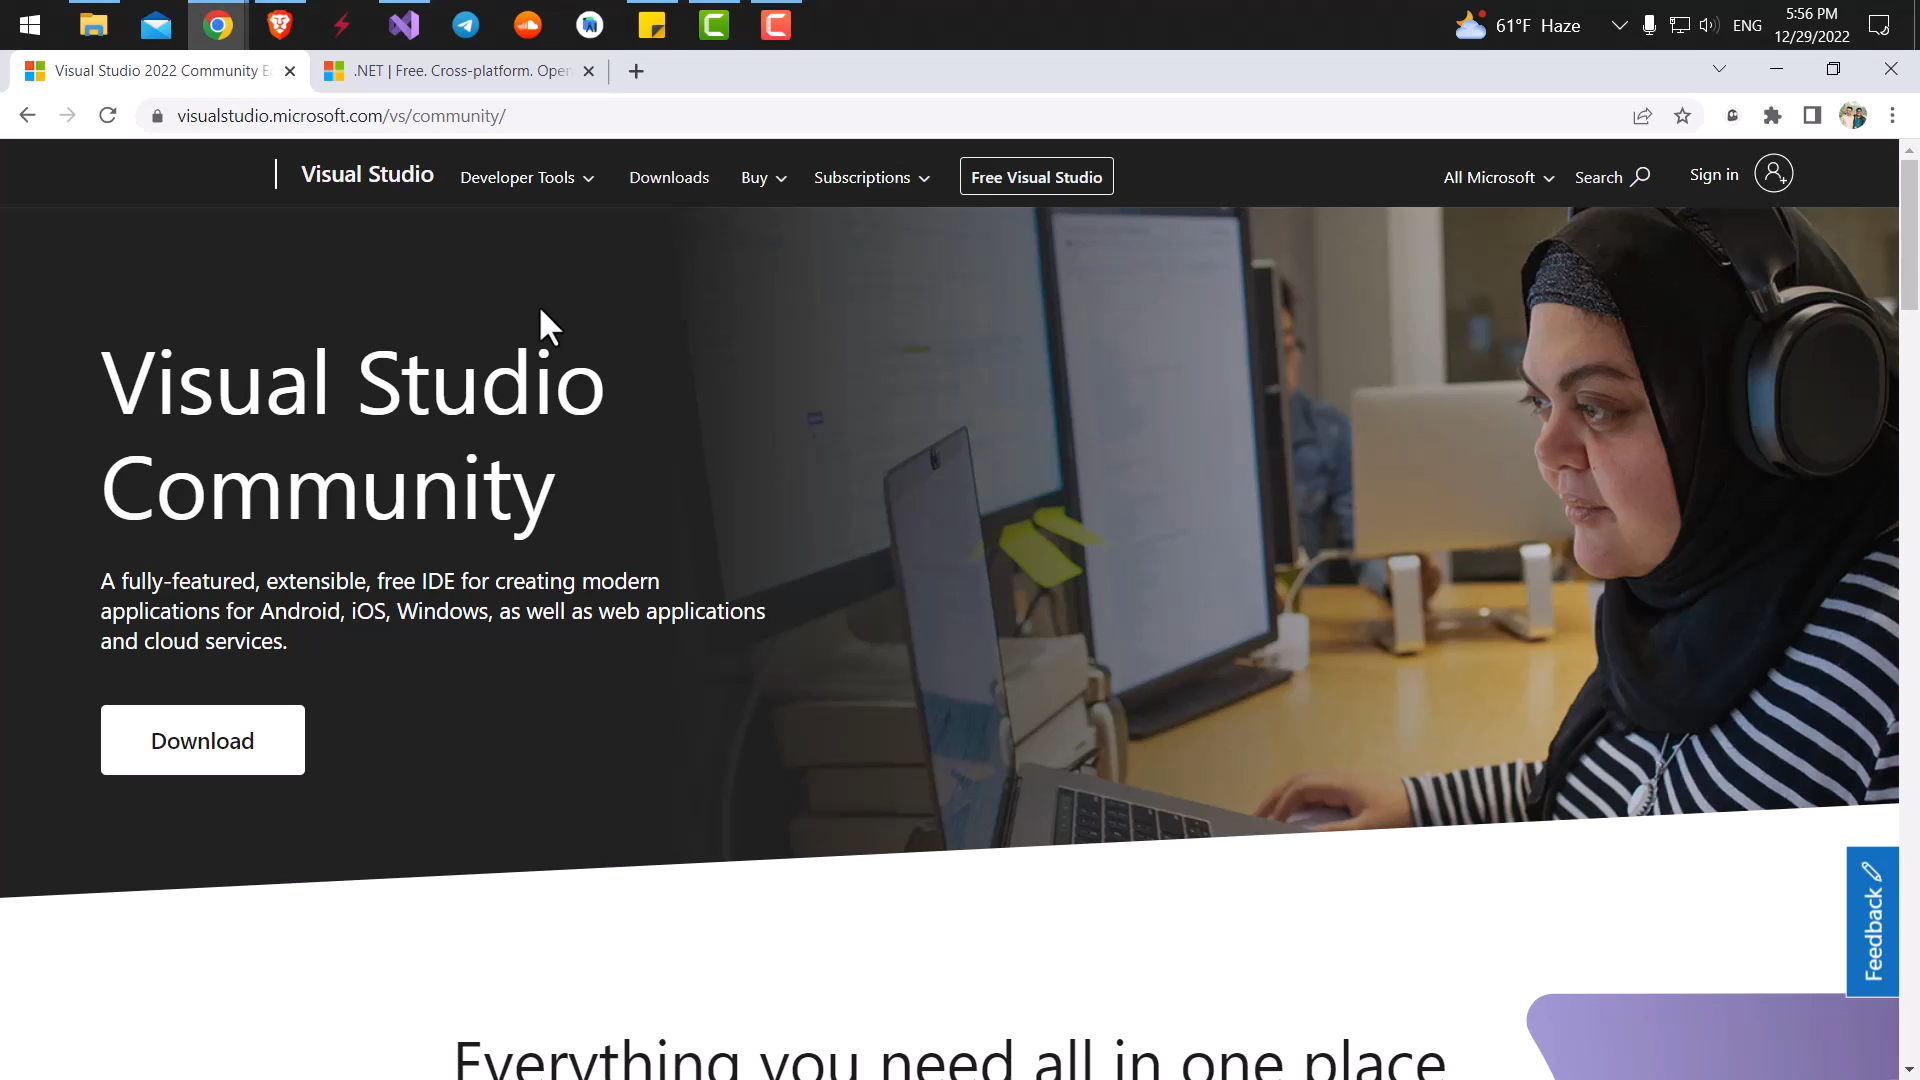 61°F Haze
ENG
5:56 PM
12/29/2022
Visual Studio 2022 Community E
.NET | Free. Cross-platform. Open
visualstudio.microsoft.com/vs/community/
Visual Studio
Developer Tools
Downloads
Buy
Subscriptions
Free Visual Studio
All Microsoft
Search
Sign in
Visual Studio
Community
A fully-featured, extensible, free IDE for creating modern
applications for Android, iOS, Windows, as well as web applications
and cloud services.
Download
Feedback
Everything you need all in one place